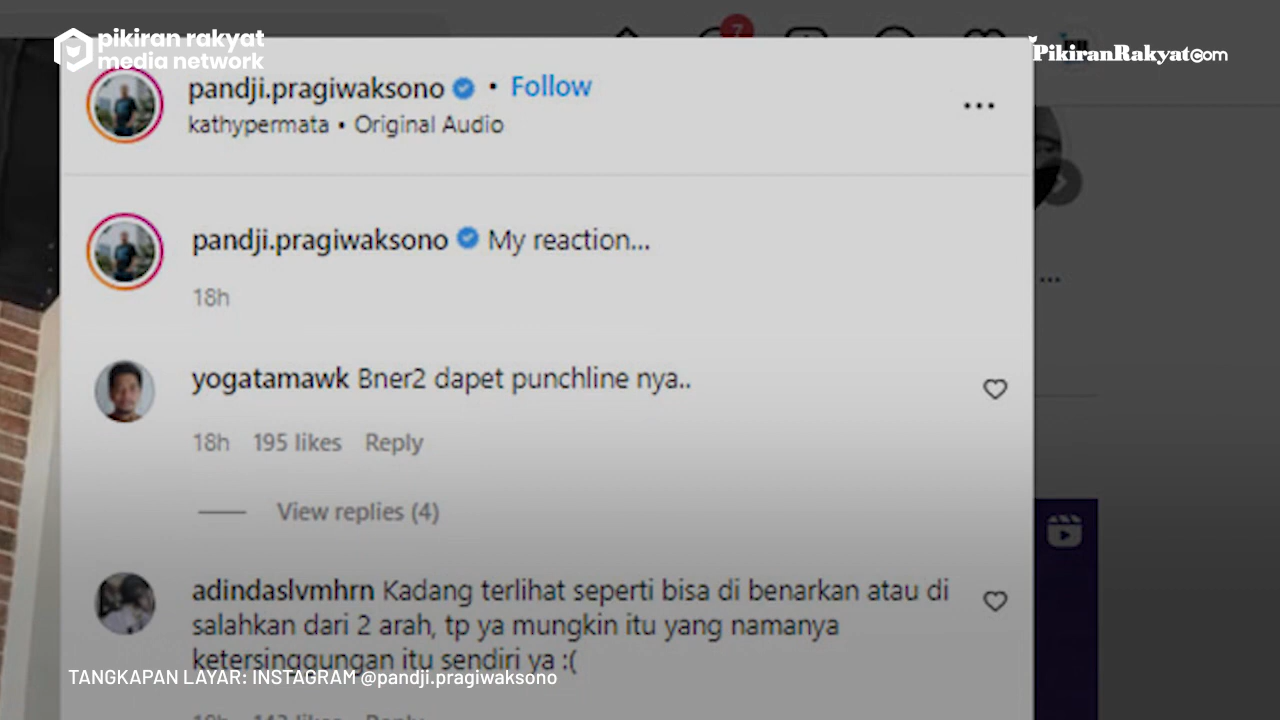 pikiran rakyat
media network
PikiranRakyat.com
7
pandji.pragiwaksono • Follow
kathypermata • Original Audio
...
pandji.pragiwaksono My reaction...
18h
yogatamawk Bner2 dapet punchline nya..
18h 195 likes Reply
View replies (4)
...
adindaslvmhrn Kadang terlihat seperti bisa di benarkan atau di
salahkan dari 2 arah, tp ya mungkin itu yang namanya
ketersinggungan itu sendiri ya :(
TANGKAPAN LAYAR: INSTAGRAM @pandji.pragiwaksono